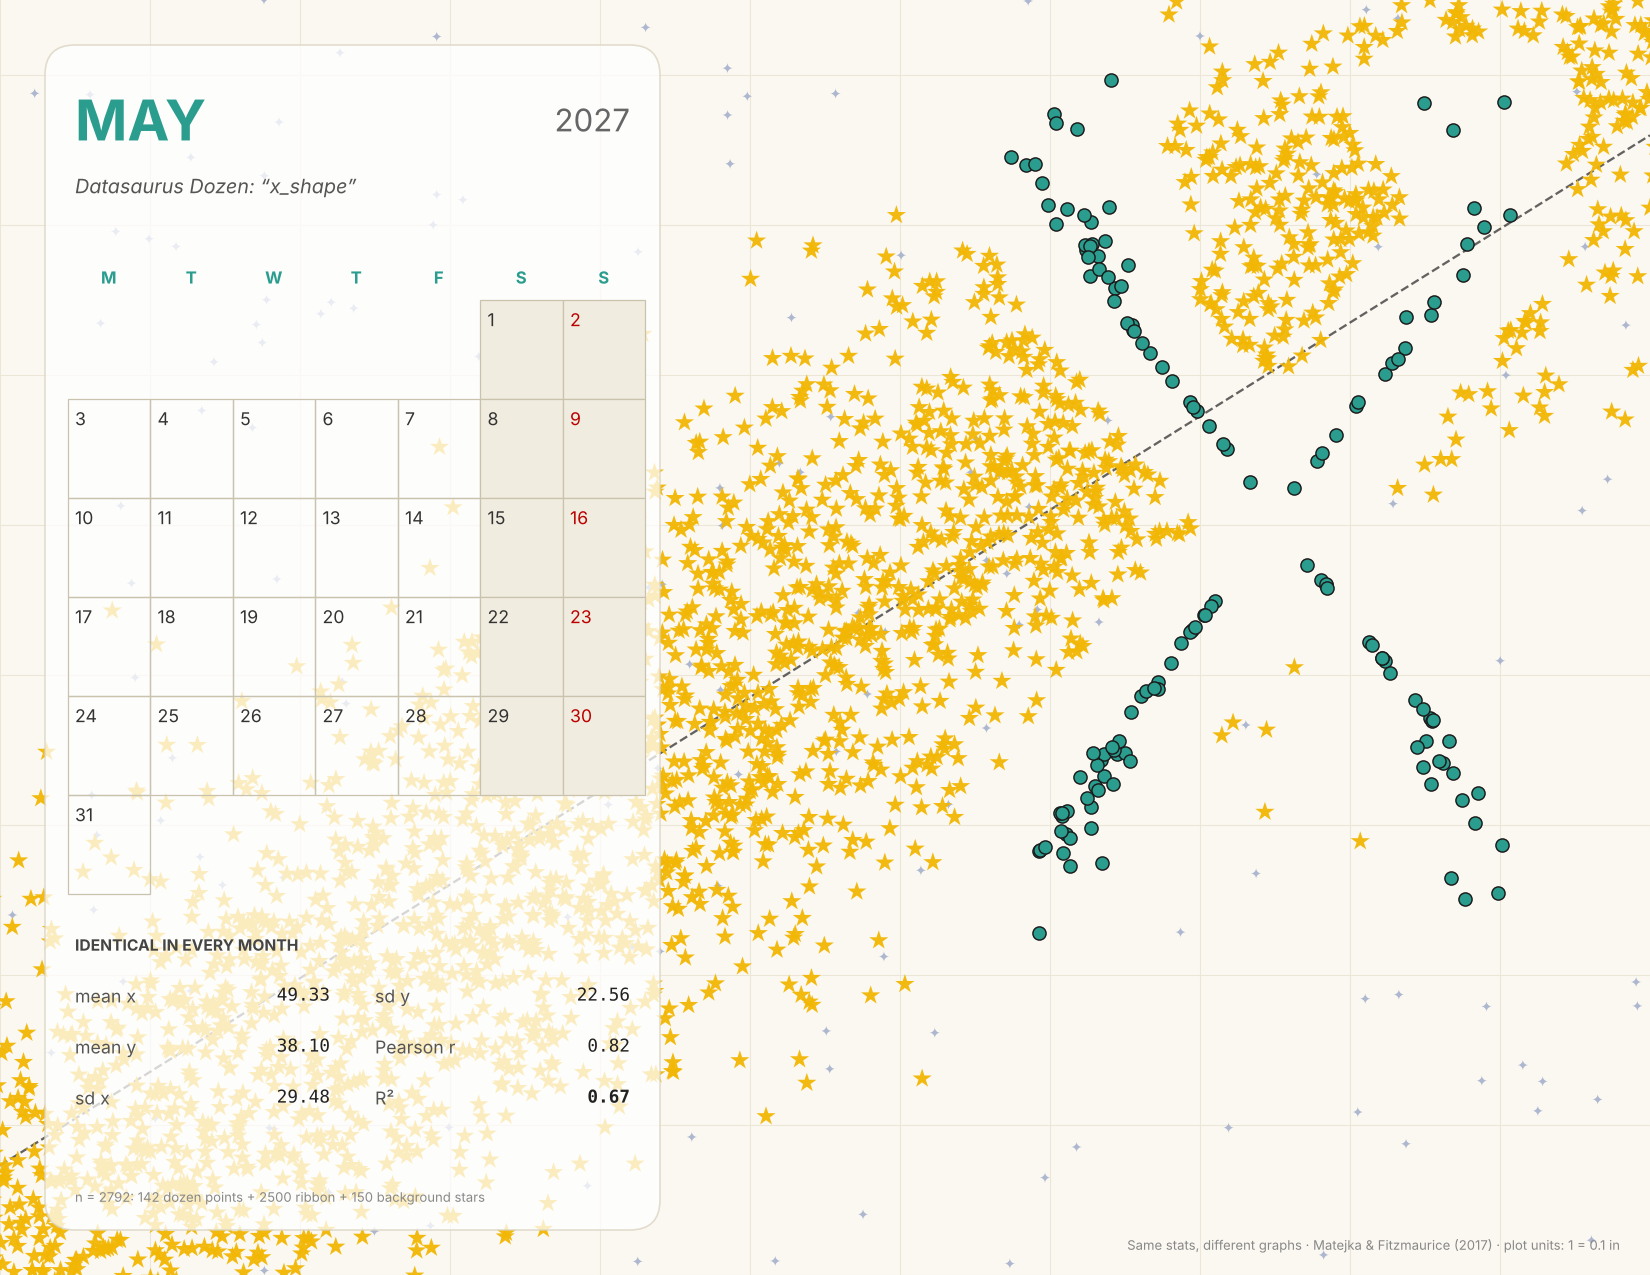 MAY 2027
Datasaurus Dozen: “x_shape”
M T W T F S S
1 2
3 4 5 6 7 8 9
10 11 12 13 14 15 16
17 18 19 20 21 22 23
24 25 26 27 28 29 30
31
IDENTICAL IN EVERY MONTH
mean x 49.33 sd y 22.56
mean y 38.10 Pearson r 0.82
sd x 29.48 R² 0.67
n = 2792: 142 dozen points + 2500 ribbon + 150 background stars
Same stats, different graphs · Matejka & Fitzmaurice (2017) · plot units: 1 = 0.1 in